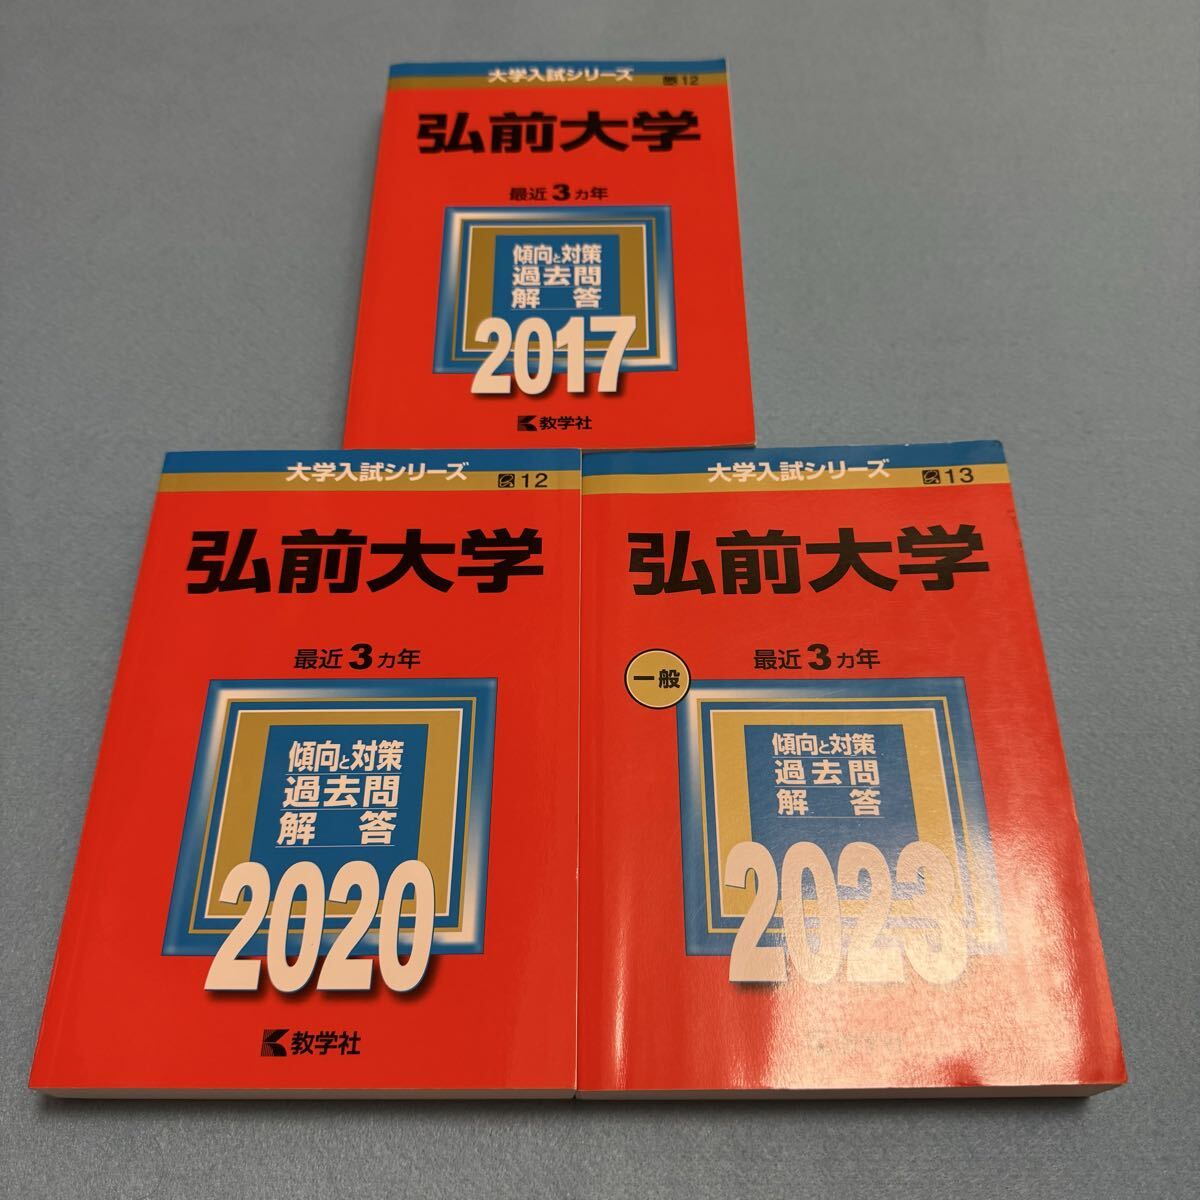 大学入試シリーズ
12
弘前大学
最近3ヵ年
傾向と対策
過去問
解答
2017
教学社
大学入試シリーズ
12
弘前大学
最近3ヵ年
傾向と対策
過去問
解答
2020
教学社
大学入試シリーズ
13
弘前大学
最近3ヵ年
一般
傾向と対策
過去問
解答
2023